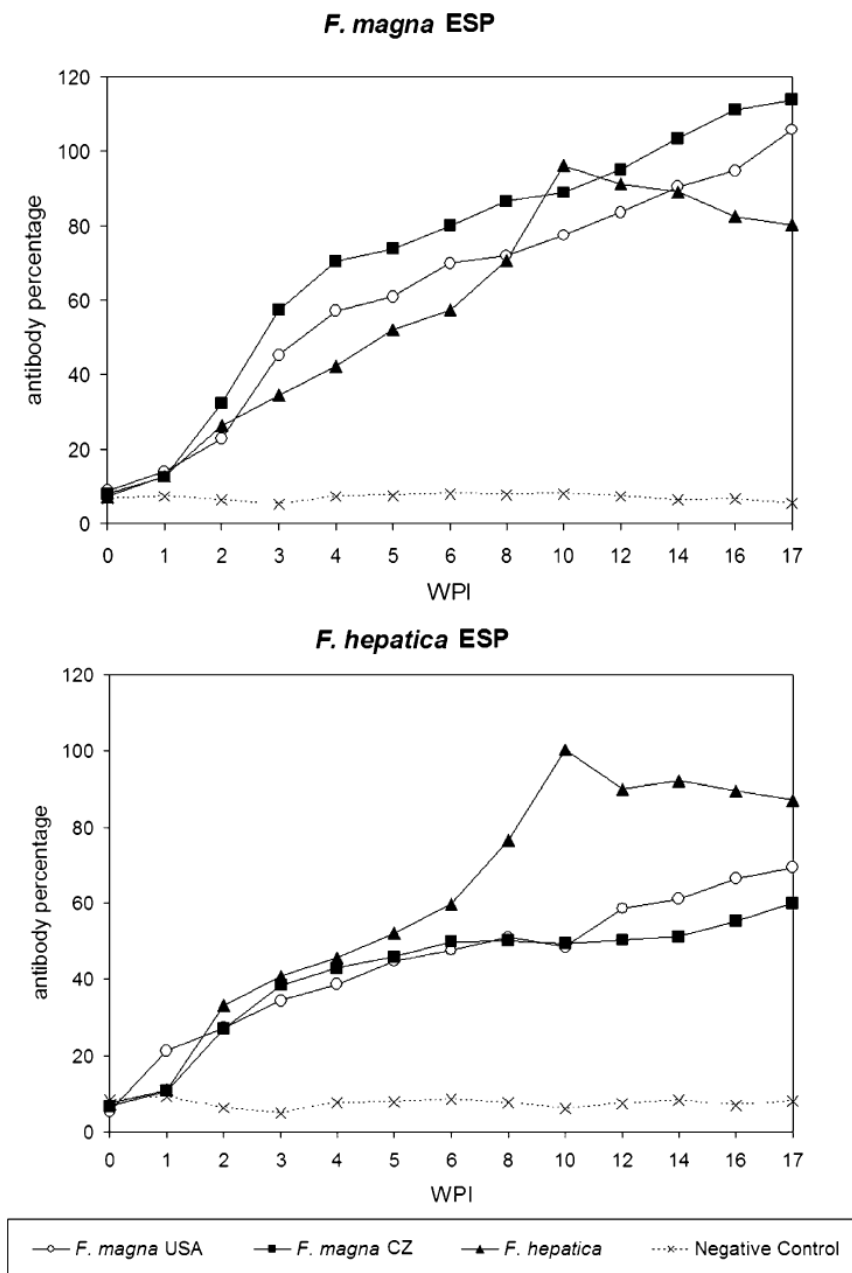 F. magna ESP
120
100
80
60
40
20
0
antibody percentage
0 1 2 3 4 5 6 8 10 12 14 16 17
WPI
F. hepatica ESP
120
100
80
60
40
20
0
antibody percentage
0 1 2 3 4 5 6 8 10 12 14 16 17
WPI
F. magna USA F. magna CZ F. hepatica Negative Control